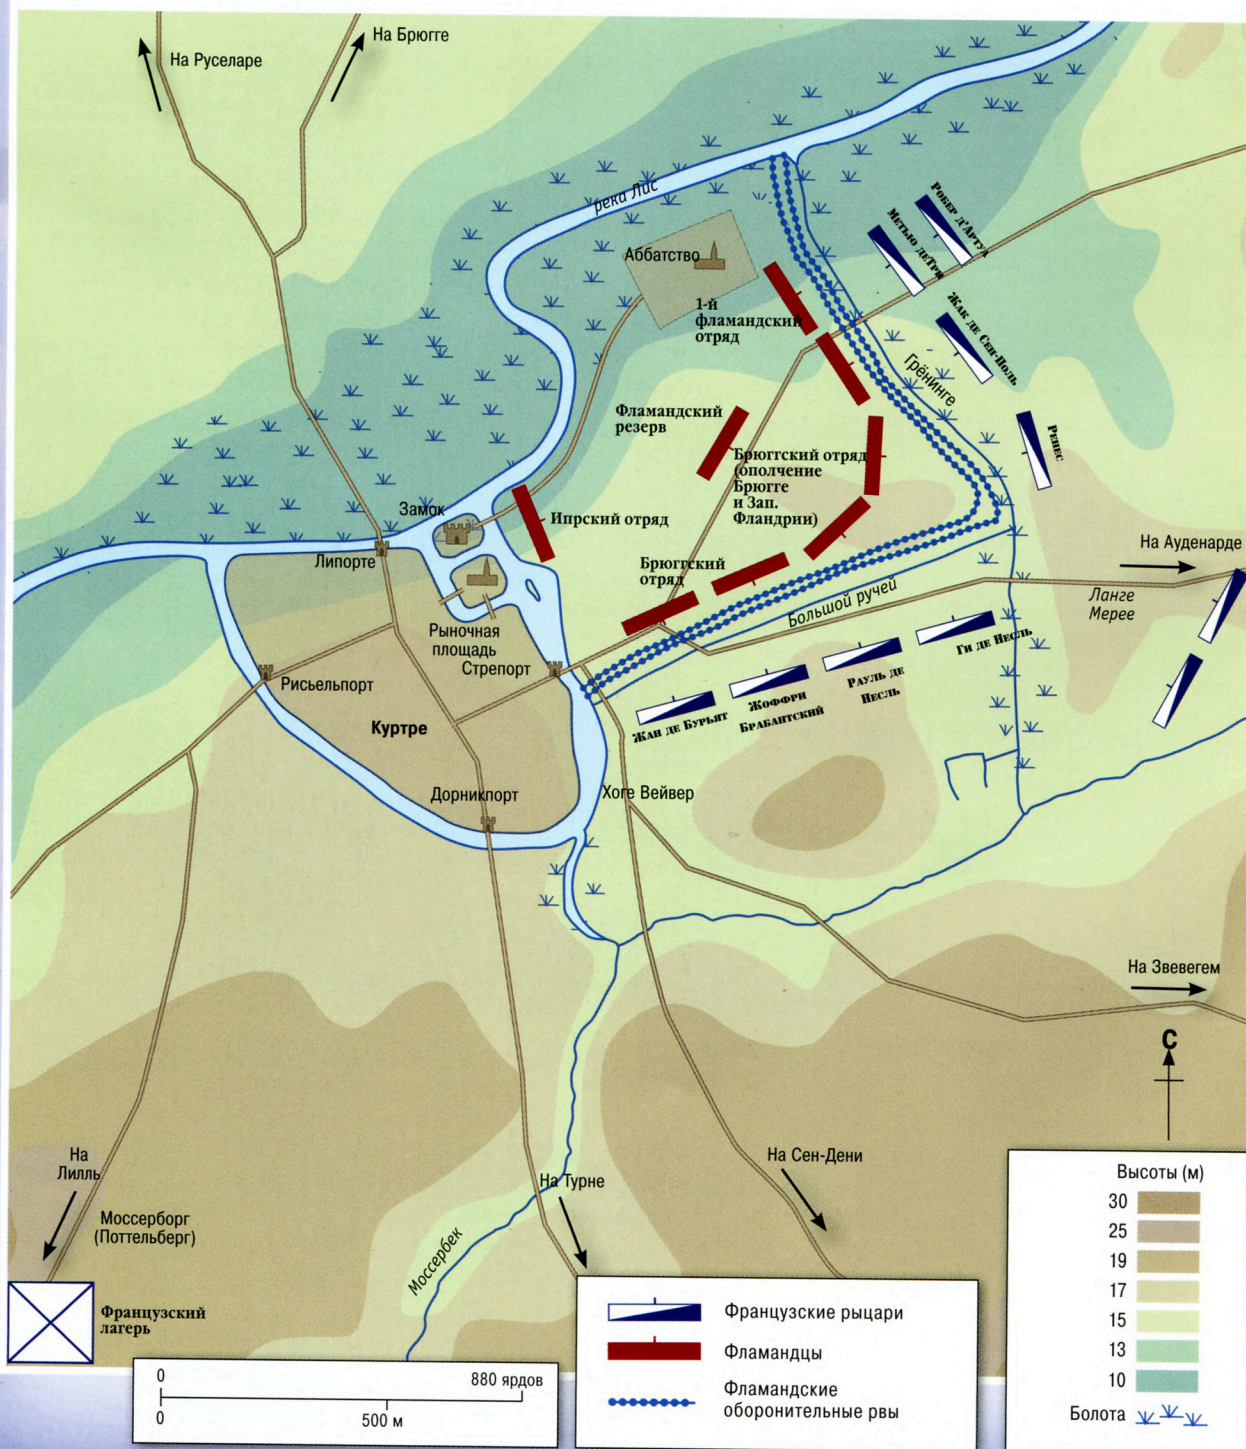 На Руселаре
На Брюгге
река Лис
Аббатство
Робер д'Артуа
Метью деТри
1-й
фламандский
отряд
Жак де Сен-Поль
Грёнинге
Фламандский
резерв
Ренес
Брюггский отряд
(ополчение
Брюгге
и Зап.
Фландрии)
Замок
Ипрский отряд
Липорте
Брюггский
отряд
На Ауденарде
Большой ручей
Ланге
Мерее
Рыночная
площадь
Стрепорт
Ги де Несль
Рисьельпорт
Рауль де
Несль
Жоффри
Брабантский
Жан де Бурьят
Куртре
Дорникпорт
Хоге Вейвер
На Звевегем
С
На
Лилль
На Турне
На Сен-Дени
Моссерборг
(Поттельберг)
Моссербек
Французский
лагерь
Высоты (м)
30
25
19
17
15
13
10
Болота
Французские рыцари
Фламандцы
Фламандские
оборонительные рвы
0 880 ярдов
0 500 м